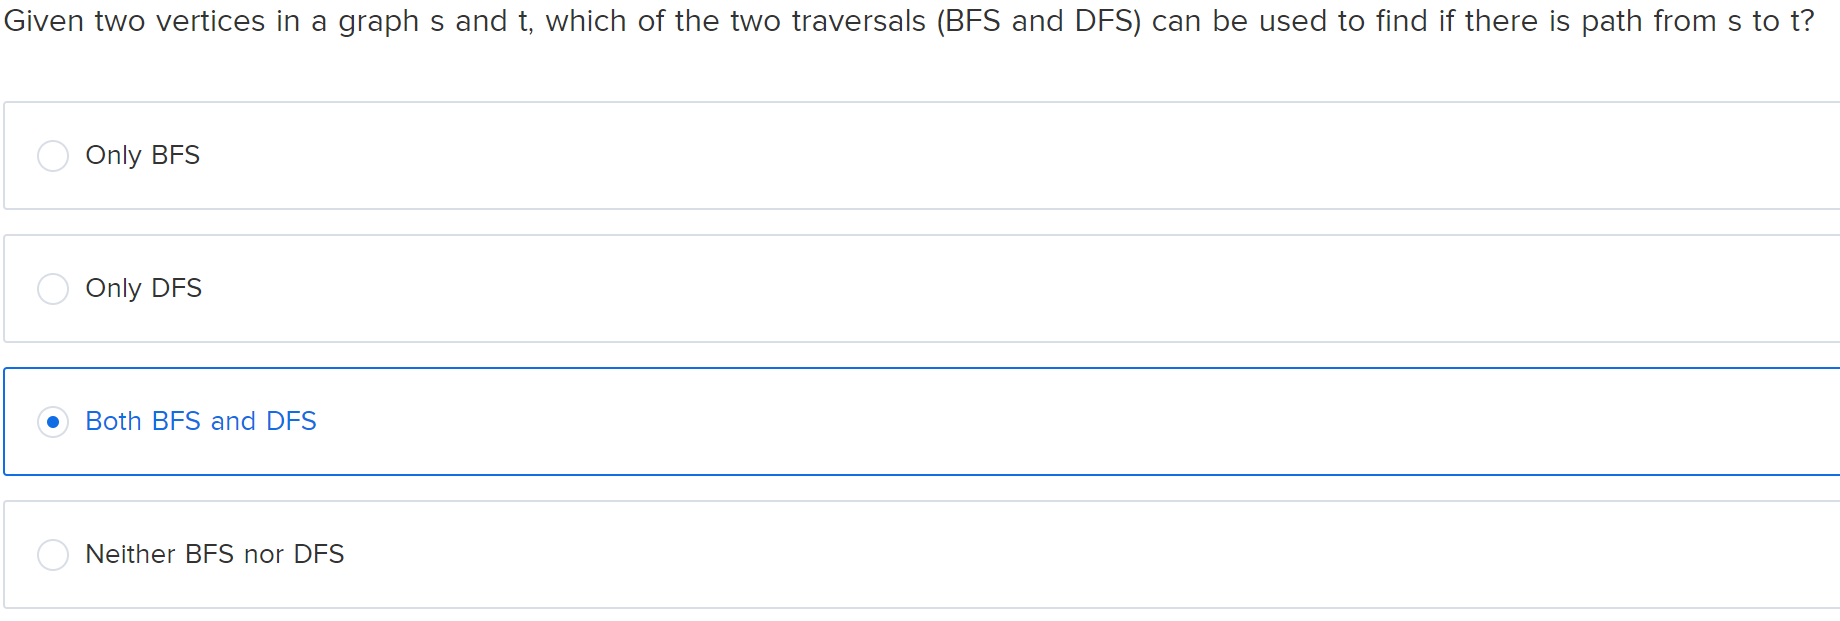 Given two vertices in a graph s and t, which of the two traversals (BFS and DFS) can be used to find if there is path from s to t?
Only BFS
Only DFS
Both BFS and DFS
Neither BFS nor DFS